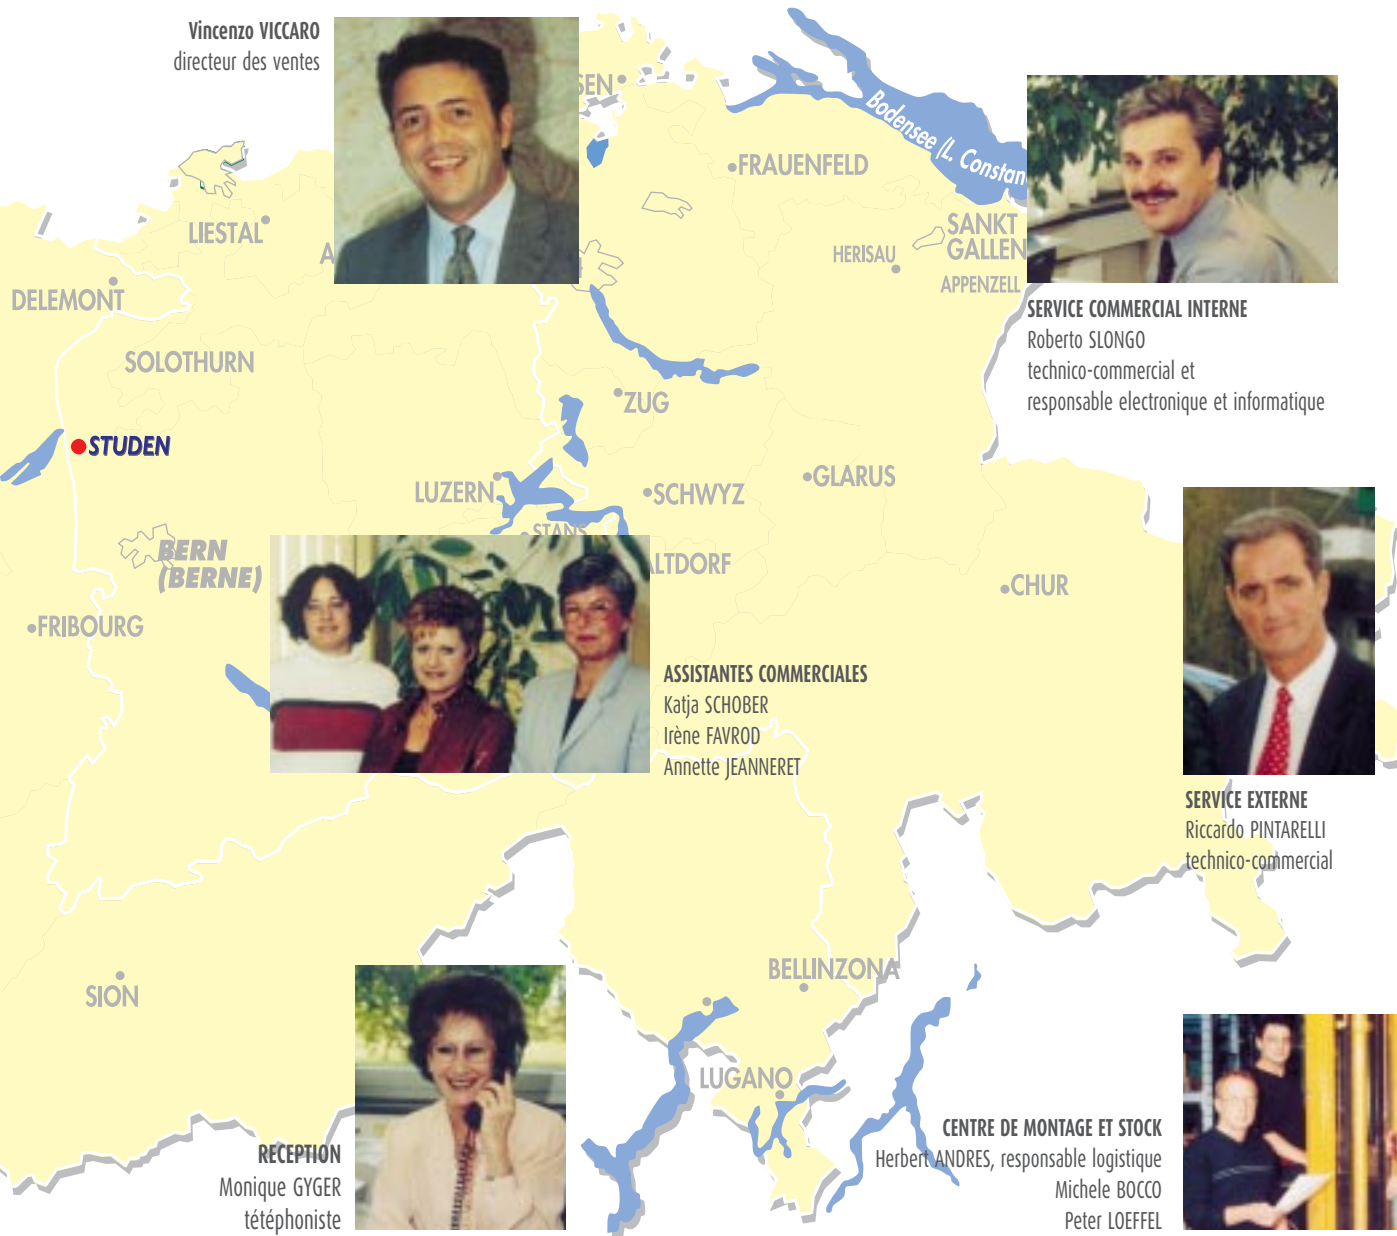 Vincenzo VICCARO
directeur des ventes
SEN
Bodensee (L. Constan
FRAUENFELD
LIESTAL
A
SANKT
GALLEN
HERISAU
APPENZELL
DELEMONT
SERVICE COMMERCIAL INTERNE
Roberto SLONGO
technico-commercial et
responsable electronique et informatique
SOLOTHURN
ZUG
STUDEN
LUZERN
SCHWYZ
GLARUS
STANS
BERN
(BERNE)
LTDORF
CHUR
FRIBOURG
ASSISTANTES COMMERCIALES
Katja SCHOBER
Irène FAVROD
Annette JEANNERET
SERVICE EXTERNE
Riccardo PINTARELLI
technico-commercial
SION
BELLINZONA
LUGANO
RECEPTION
Monique GYGER
tétéphoniste
CENTRE DE MONTAGE ET STOCK
Herbert ANDRES, responsable logistique
Michele BOCCO
Peter LOEFFEL